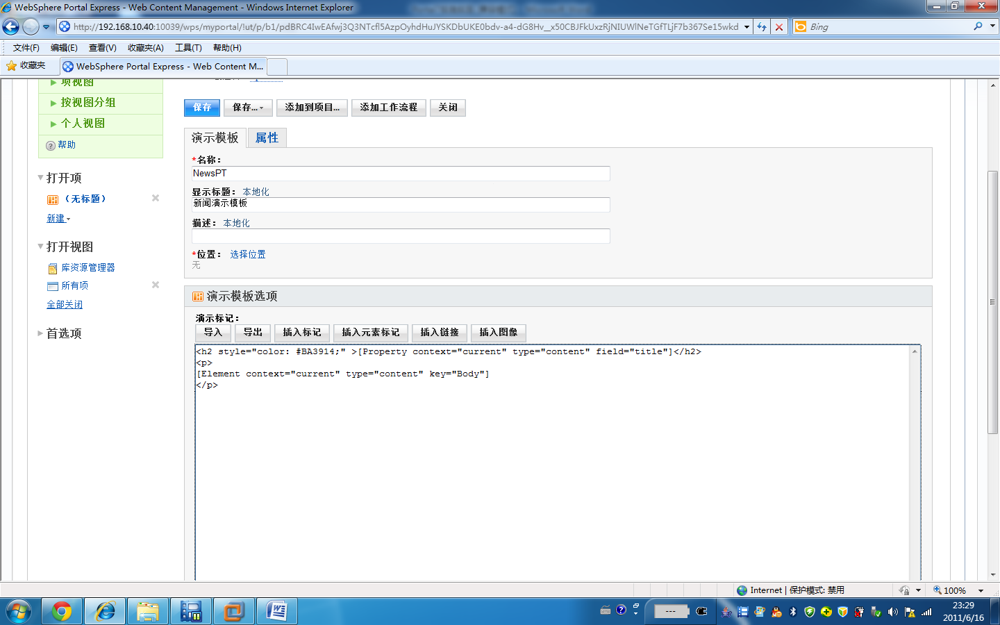 WebSphere Portal Express - Web Content Management - Windows Internet Explorer
http://192.168.10.40:10039/wps/myportal/!ut/p/b1/pdBRC4IwEAfwj3Q3NTcfl5AzpOyhdHuJYSKDbUKE0bdv-a4-dG8Hv__x50CBJFkUxzRjNIUWlNeTGfTLjF7b367Se15wkd
Bing
文件(F) 编辑(E) 查看(V) 收藏夹(A) 工具(T) 帮助(H)
收藏夹 WebSphere Portal Express - Web Content M...
项视图
按视图分组
个人视图
帮助
打开项
（无标题）
新建
打开视图
库资源管理器
所有项
全部关闭
首选项
保存 保存... 添加到项目... 添加工作流程 关闭
演示模板 属性
*名称：
NewsPT
显示标题： 本地化
新闻演示模板
描述： 本地化
*位置： 选择位置
无
演示模板选项
演示标记：
导入 导出 插入标记 插入元素标记 插入链接 插入图像
<h2 style="color: #BA3914;" >[Property context="current" type="content" field="title"]</h2>
<p>
[Element context="current" type="content" key="Body"]
</p>
Internet | 保护模式: 禁用
100%
---
23:29
2011/6/16